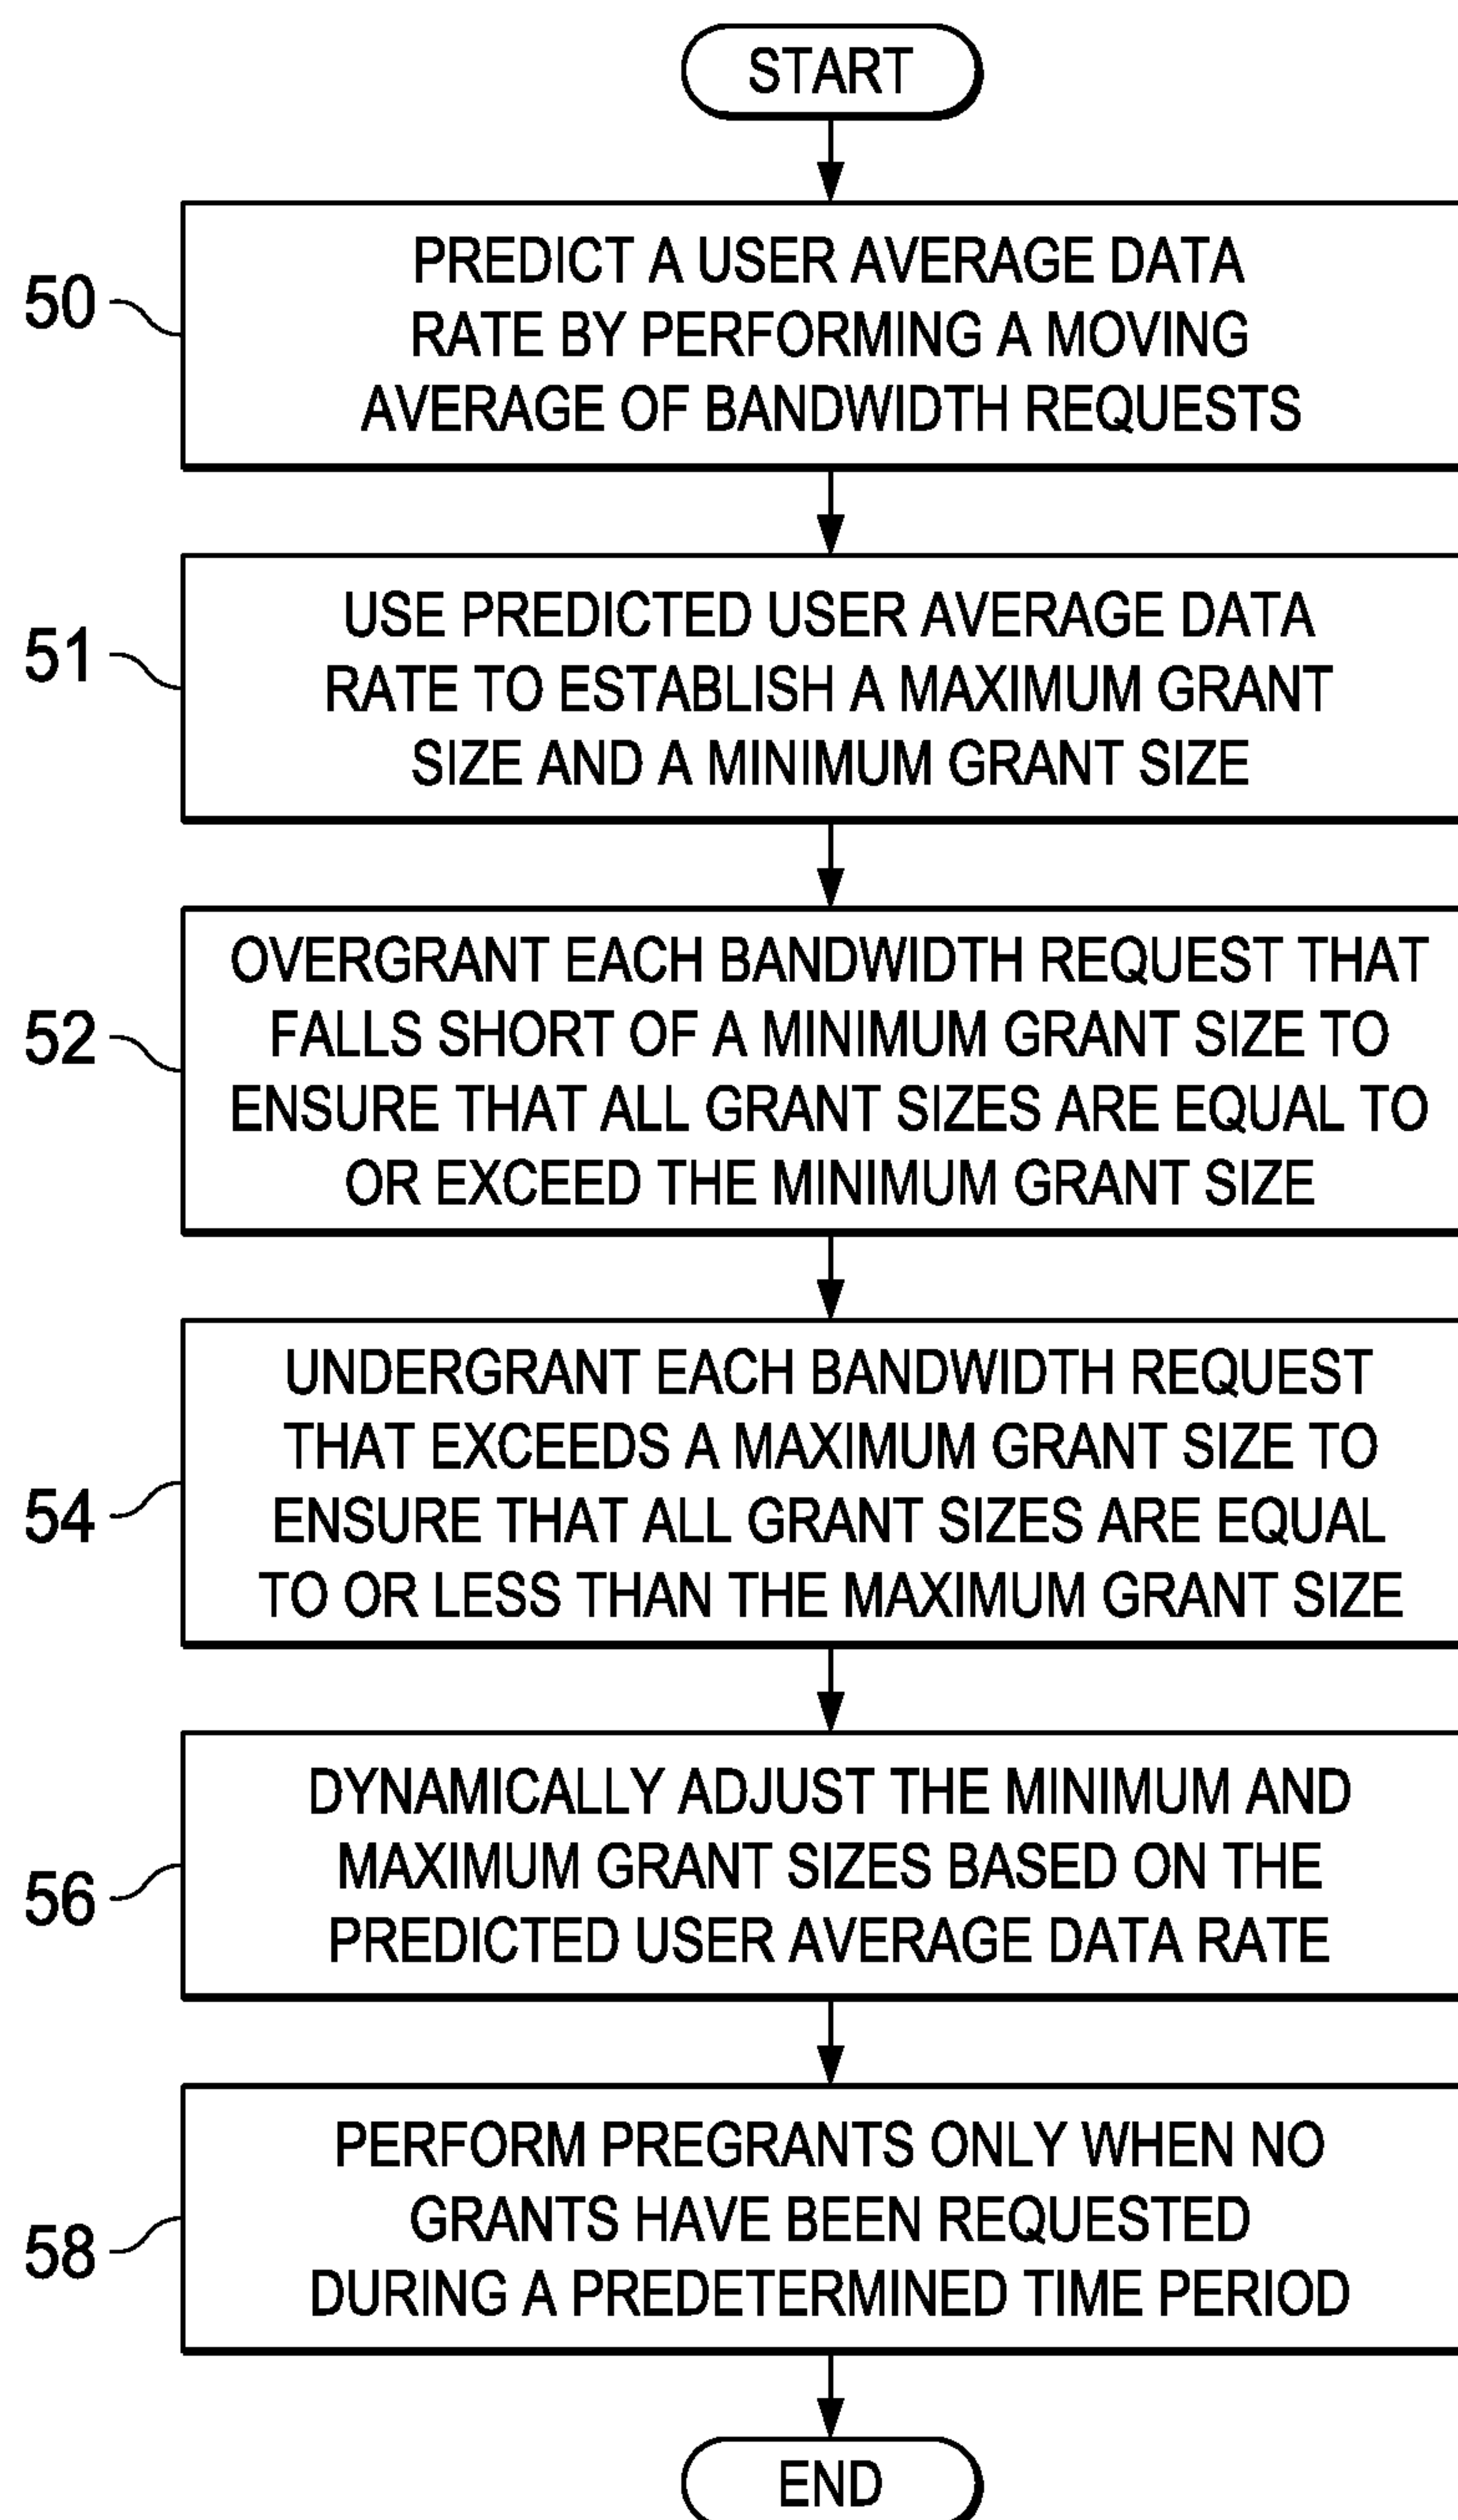 START
50
PREDICT A USER AVERAGE DATA
RATE BY PERFORMING A MOVING
AVERAGE OF BANDWIDTH REQUESTS
51
USE PREDICTED USER AVERAGE DATA
RATE TO ESTABLISH A MAXIMUM GRANT
SIZE AND A MINIMUM GRANT SIZE
52
OVERGRANT EACH BANDWIDTH REQUEST THAT
FALLS SHORT OF A MINIMUM GRANT SIZE TO
ENSURE THAT ALL GRANT SIZES ARE EQUAL TO
OR EXCEED THE MINIMUM GRANT SIZE
54
UNDERGRANT EACH BANDWIDTH REQUEST
THAT EXCEEDS A MAXIMUM GRANT SIZE TO
ENSURE THAT ALL GRANT SIZES ARE EQUAL
TO OR LESS THAN THE MAXIMUM GRANT SIZE
56
DYNAMICALLY ADJUST THE MINIMUM AND
MAXIMUM GRANT SIZES BASED ON THE
PREDICTED USER AVERAGE DATA RATE
58
PERFORM PREGRANTS ONLY WHEN NO
GRANTS HAVE BEEN REQUESTED
DURING A PREDETERMINED TIME PERIOD
END